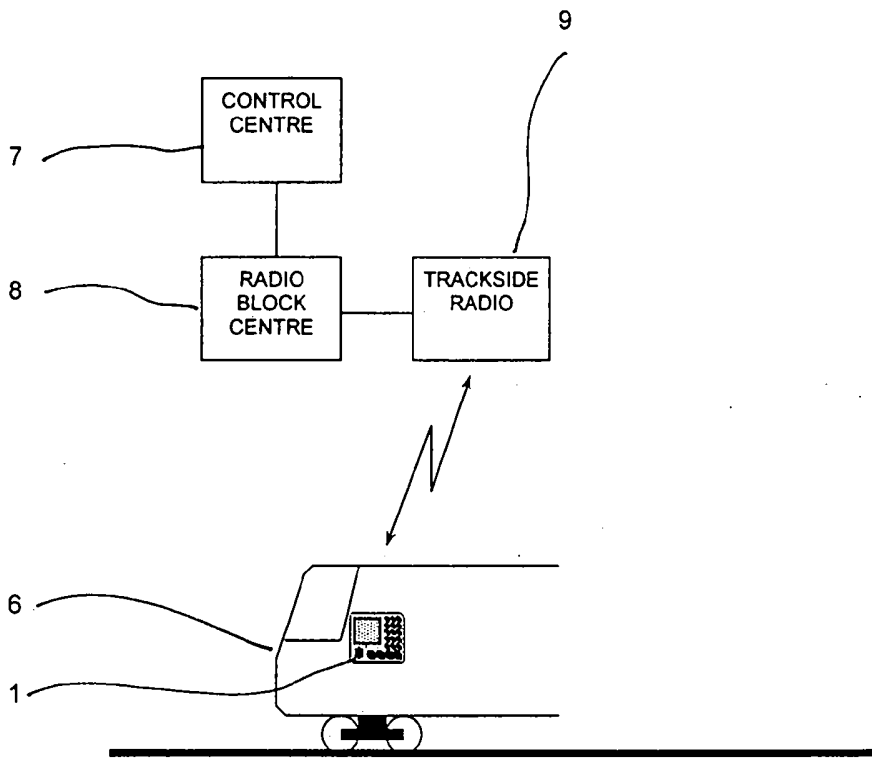 9
CONTROL
CENTRE
7
RADIO
BLOCK
CENTRE
8
TRACKSIDE
RADIO
6
1